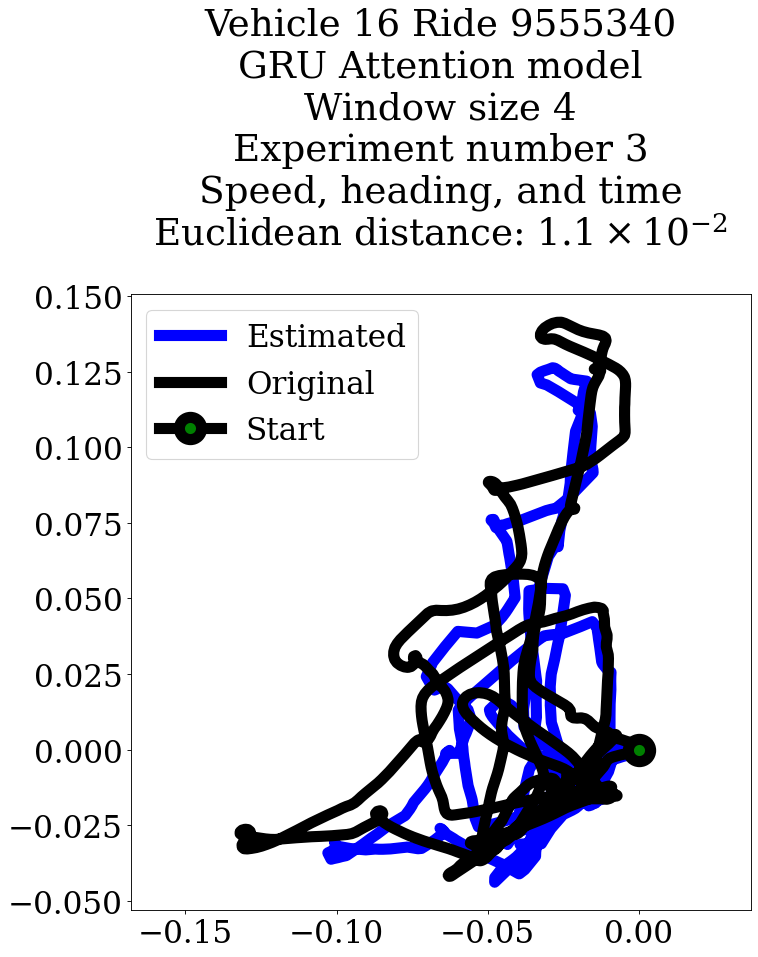 Vehicle 16 Ride 9555340
GRU Attention model
Window size 4
Experiment number 3
Speed, heading, and time
Euclidean distance: 1.1 × 10⁻²
0.150
Estimated
0.125
Original
Start
0.100
0.075
0.050
0.025
0.000
−0.025
−0.050
−0.15 −0.10 −0.05 0.00